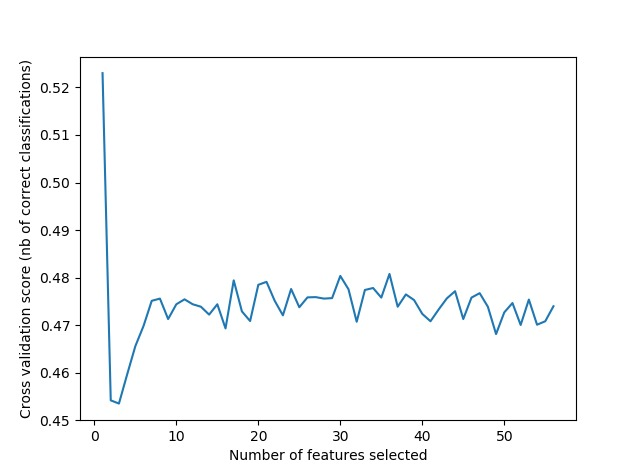 Cross validation score (nb of correct classifications)
0.52
0.51
0.50
0.49
0.48
0.47
0.46
0.45
0 10 20 30 40 50
Number of features selected